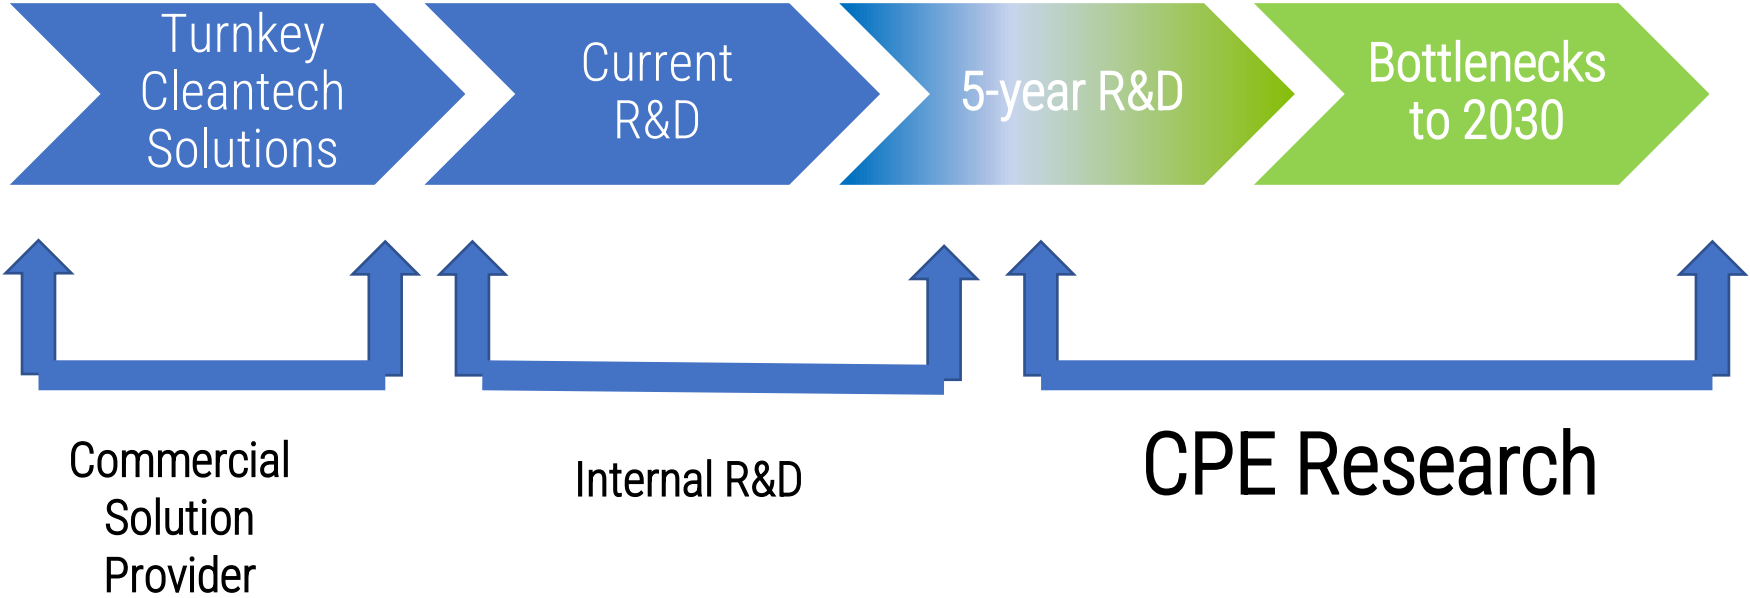 Turnkey
Cleantech
Solutions
Current
R&D
5-year R&D
Bottlenecks
to 2030
Commercial
Solution
Provider
Internal R&D
CPE Research